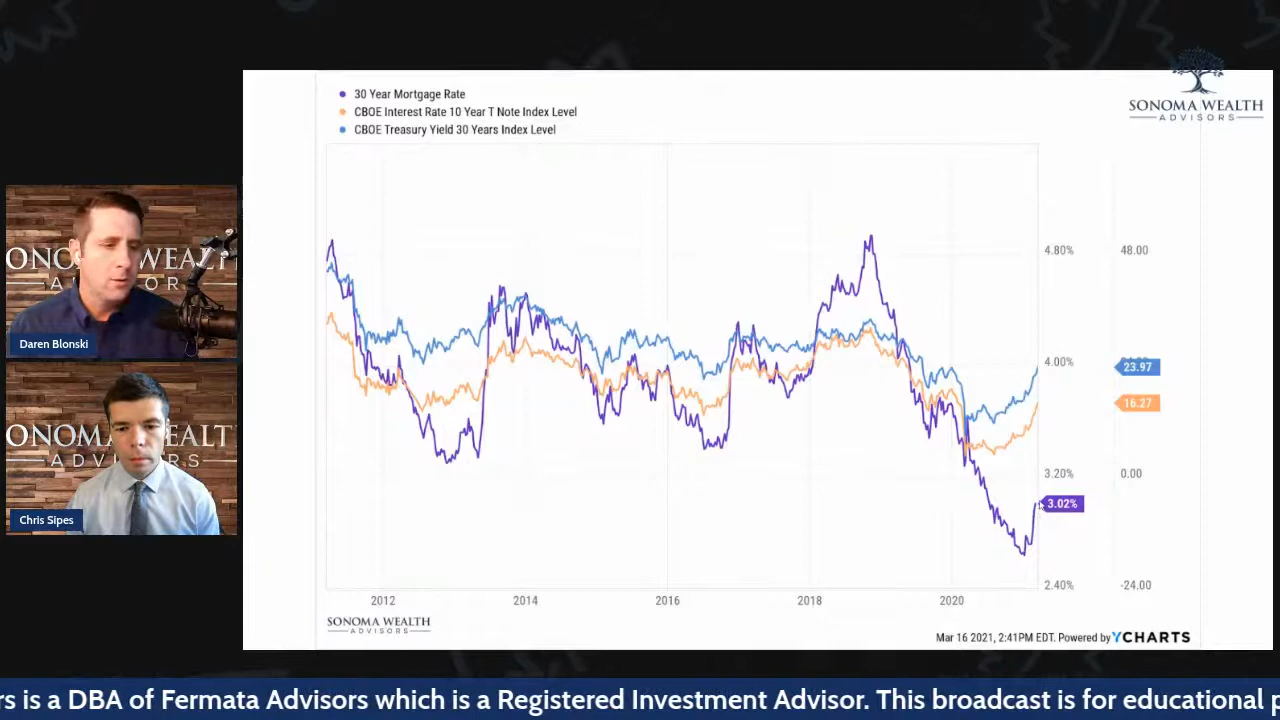 30 Year Mortgage Rate
CBOE Interest Rate 10 Year T Note Index Level
CBOE Treasury Yield 30 Years Index Level
SONOMA WEALTH
ADVISORS
4.80%
48.00
4.00%
23.97
16.27
3.20%
0.00
3.02%
2.40%
-24.00
2012
2014
2016
2018
2020
SONOMA WEALTH
ADVISORS
Mar 16 2021, 2:41PM EDT. Powered by YCHARTS
Daren Blonski
Chris Sipes
rs is a DBA of Fermata Advisors which is a Registered Investment Advisor. This broadcast is for educational p